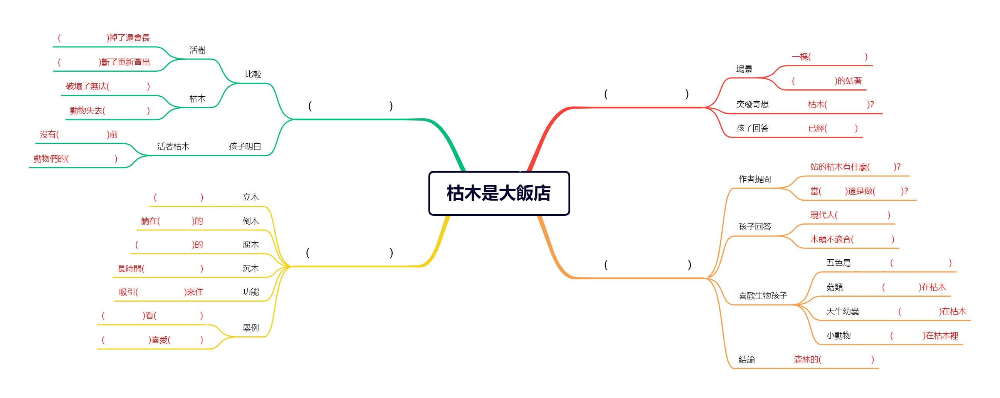 枯木是大飯店
(　　　　　)
場景
一棵(　　　　　)
(　　　　　)的站著
突發奇想
枯木(　　　　　)?
孩子回答
已經(　　　)
(　　　　　)
作者提問
站的枯木有什麼(　　　)?
當(　　　)還是做(　　　)?
孩子回答
現代人(　　　　　)
木頭不適合(　　　　　)
喜歡生物孩子
五色鳥
(　　　　　)
菇類
(　　　　)在枯木
天牛幼蟲
(　　　　　)在枯木
小動物
(　　　　)在枯木裡
結論
森林的(　　　　　)
(　　　　　)
立木
(　　　　　)
倒木
躺在(　　　　)的
腐木
(　　　　　)的
沉木
長時間(　　　　　)
功能
吸引(　　　　　)來住
舉例
(　　　　　)看(　　　　　)
(　　　　　)喜愛(　　　　)
(　　　　　)
比較
活樹
(　　　　　)掉了還會長
(　　　　　)斷了重新冒出
枯木
破壞了無法(　　　　　)
動物失去(　　　　　)
孩子明白
活著枯木
沒有(　　　　　)前
動物們的(　　　　　)